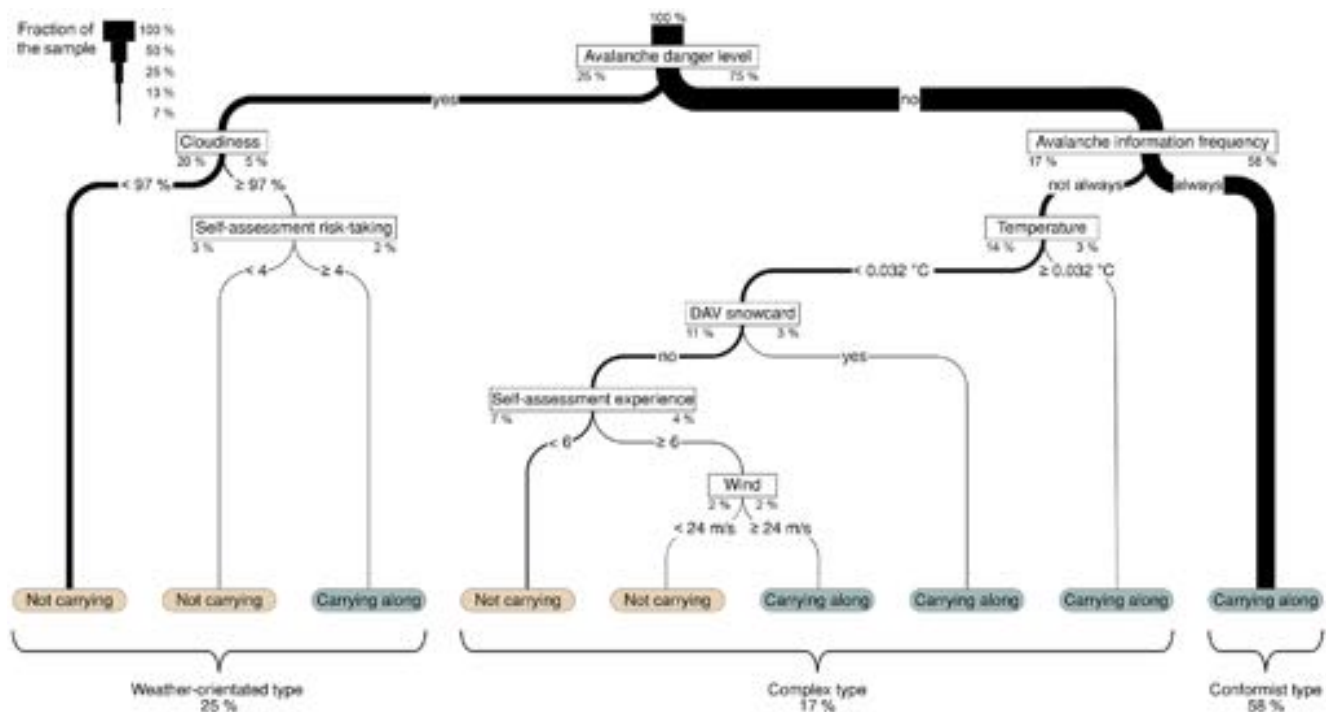 Fraction of
the sample
100 %
50 %
25 %
13 %
7 %
100 %
Avalanche danger level
25 % 75 %
yes
no
Cloudiness
20 % 5 %
Avalanche information frequency
17 % 58 %
< 97 %
≥ 97 %
not always
always
Self-assessment risk-taking
3 % 2 %
Temperature
14 % 3 %
< 4
≥ 4
< 0.032 °C
≥ 0.032 °C
DAV snowcard
11 % 3 %
no
yes
Self-assessment experience
7 % 4 %
< 6
≥ 6
Wind
2 % 2 %
< 24 m/s
≥ 24 m/s
Not carrying
Not carrying
Carrying along
Not carrying
Not carrying
Carrying along
Carrying along
Carrying along
Carrying along
Weather-orientated type
25 %
Complex type
17 %
Conformist type
58 %